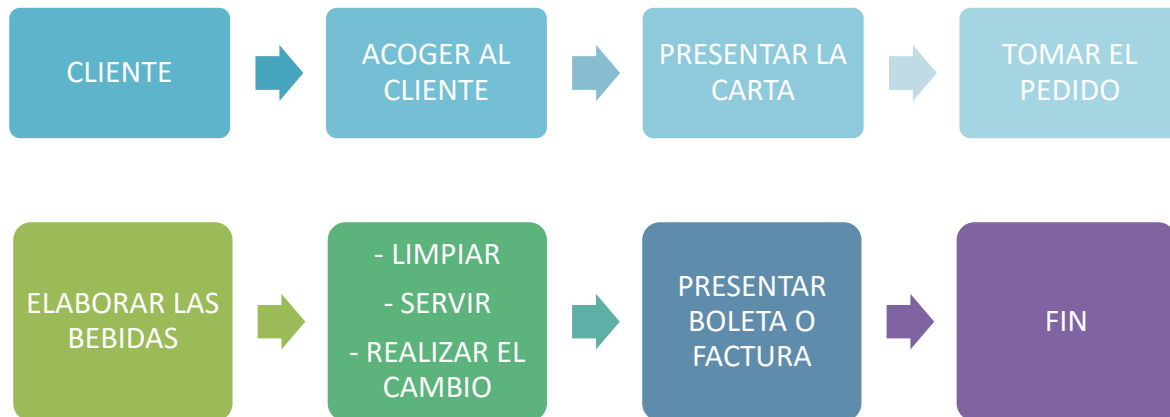 CLIENTE
ACOGER AL
CLIENTE
PRESENTAR LA
CARTA
TOMAR EL
PEDIDO
ELABORAR LAS
BEBIDAS
- LIMPIAR
- SERVIR
- REALIZAR EL
CAMBIO
PRESENTAR
BOLETA O
FACTURA
FIN